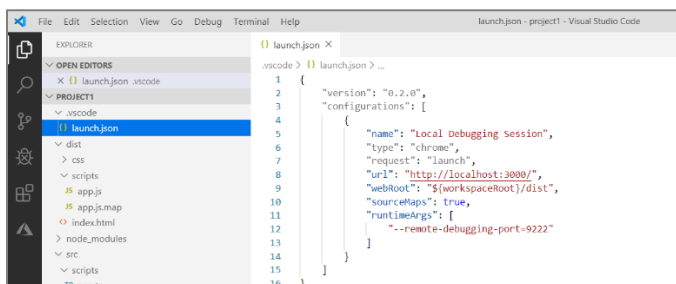 File Edit Selection View Go Debug Terminal Help
launch.json - project1 - Visual Studio Code
EXPLORER
OPEN EDITORS
{} launch.json .vscode
PROJECT1
.vscode
{} launch.json
dist
css
scripts
JS app.js
JS app.js.map
<> index.html
node_modules
src
scripts
{} launch.json ×
.vscode > {} launch.json > ...
1 {
2 "version": "0.2.0",
3 "configurations": [
4 {
5 "name": "Local Debugging Session",
6 "type": "chrome",
7 "request": "launch",
8 "url": "http://localhost:3000/",
9 "webRoot": "${workspaceRoot}/dist",
10 "sourceMaps": true,
11 "runtimeArgs": [
12 "--remote-debugging-port=9222"
13 ]
14 }
15 ]
16 }